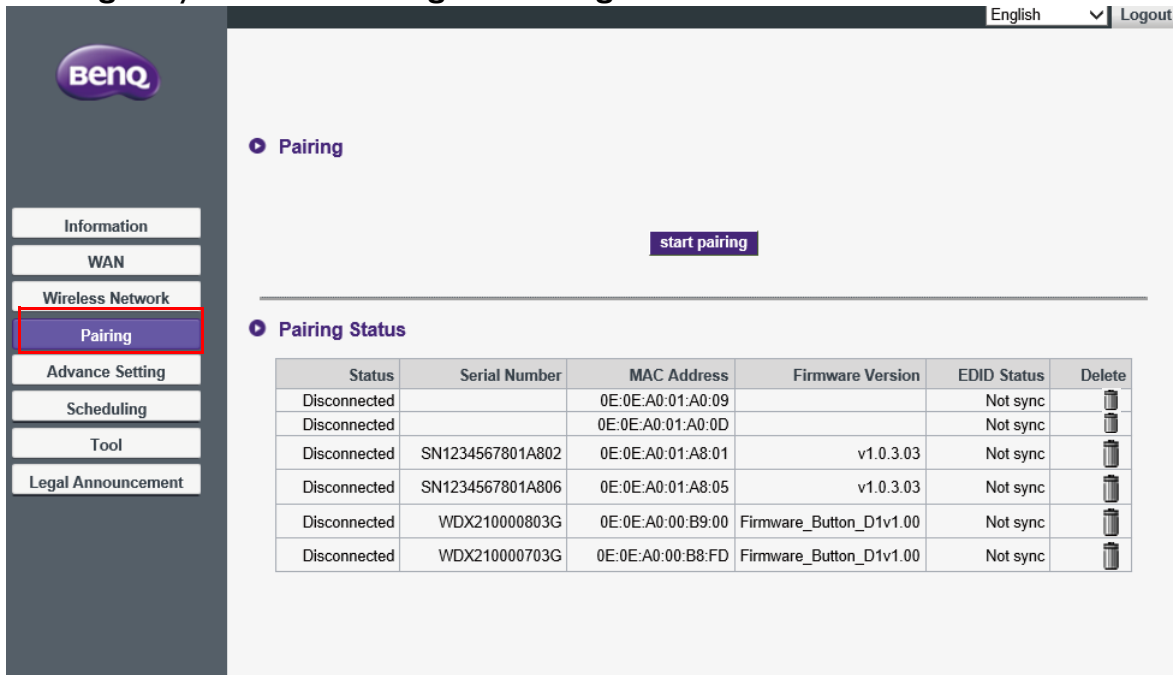 English Logout
BenQ
Pairing
Information
start pairing
WAN
Wireless Network
Pairing
Pairing Status
Advance Setting
Scheduling
Tool
Legal Announcement
Status Serial Number MAC Address Firmware Version EDID Status Delete
Disconnected 0E:0E:A0:01:A0:09 Not sync
Disconnected 0E:0E:A0:01:A0:0D Not sync
Disconnected SN1234567801A802 0E:0E:A0:01:A8:01 v1.0.3.03 Not sync
Disconnected SN1234567801A806 0E:0E:A0:01:A8:05 v1.0.3.03 Not sync
Disconnected WDX210000803G 0E:0E:A0:00:B9:00 Firmware_Button_D1v1.00 Not sync
Disconnected WDX210000703G 0E:0E:A0:00:B8:FD Firmware_Button_D1v1.00 Not sync